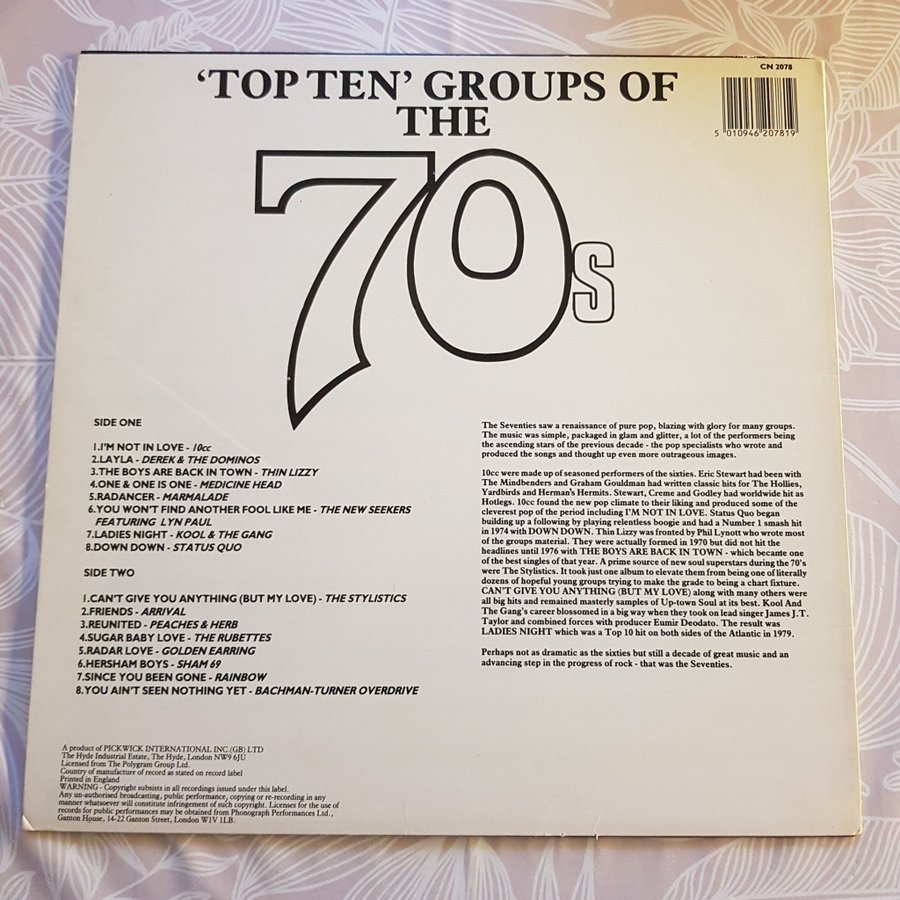 CN 2078
5 010946 207819
'TOP TEN' GROUPS OF
THE
70s
SIDE ONE
1.I'M NOT IN LOVE - 10cc
2.LAYLA - DEREK & THE DOMINOS
3.THE BOYS ARE BACK IN TOWN - THIN LIZZY
4.ONE & ONE IS ONE - MEDICINE HEAD
5.RADANCER - MARMALADE
6.YOU WON'T FIND ANOTHER FOOL LIKE ME - THE NEW SEEKERS
FEATURING LYN PAUL
7.LADIES NIGHT - KOOL & THE GANG
8.DOWN DOWN - STATUS QUO
SIDE TWO
1.CAN'T GIVE YOU ANYTHING (BUT MY LOVE) - THE STYLISTICS
2.FRIENDS - ARRIVAL
3.REUNITED - PEACHES & HERB
4.SUGAR BABY LOVE - THE RUBETTES
5.RADAR LOVE - GOLDEN EARRING
6.HERSHAM BOYS - SHAM 69
7.SINCE YOU BEEN GONE - RAINBOW
8.YOU AIN'T SEEN NOTHING YET - BACHMAN-TURNER OVERDRIVE
The Seventies saw a renaissance of pure pop, blazing with glory for many groups.
The music was simple, packaged in glam and glitter, a lot of the performers being
the ascending stars of the previous decade - the pop specialists who wrote and
produced the songs and thought up even more outrageous images.
10cc were made up of seasoned performers of the sixties. Eric Stewart had been with
The Mindbenders and Graham Gouldman had written classic hits for The Hollies,
Yardbirds and Herman's Hermits. Stewart, Creme and Godley had worldwide hit as
Hotlegs. 10cc found the new pop climate to their liking and produced some of the
cleverest pop of the period including I'M NOT IN LOVE. Status Quo began
building up a following by playing relentless boogie and had a Number 1 smash hit
in 1974 with DOWN DOWN. Thin Lizzy was fronted by Phil Lynott who wrote most
of the groups material. They were actually formed in 1970 but did not hit the
headlines until 1976 with THE BOYS ARE BACK IN TOWN - which became one
of the best singles of that year. A prime source of new soul superstars during the 70's
were The Stylistics. It took just one album to elevate them from being one of literally
dozens of hopeful young groups trying to make the grade to being a chart fixture.
CAN'T GIVE YOU ANYTHING (BUT MY LOVE) along with many others were
all big hits and remained masterly samples of Up-town Soul at its best. Kool And
The Gang's career blossomed in a big way when they took on lead singer James J.T.
Taylor and combined forces with producer Eumir Deodato. The result was
LADIES NIGHT which was a Top 10 hit on both sides of the Atlantic in 1979.
Perhaps not as dramatic as the sixties but still a decade of great music and an
advancing step in the progress of rock - that was the Seventies.
A product of PICKWICK INTERNATIONAL INC.(GB) LTD
The Hyde Industrial Estate, The Hyde, London NW9 6JU
Licensed from The Polygram Group Ltd.
Country of manufacture of record as stated on record label
Printed in England
WARNING - Copyright subsists in all recordings issued under this label.
Any un-authorised broadcasting, public performance, copying or re-recording in any
manner whatsoever will constitute infringement of such copyright. Licenses for the use of
records for public performances may be obtained from Phonograph Performances Ltd.,
Ganton House, 14-22 Ganton Street, London W1V 1LB.